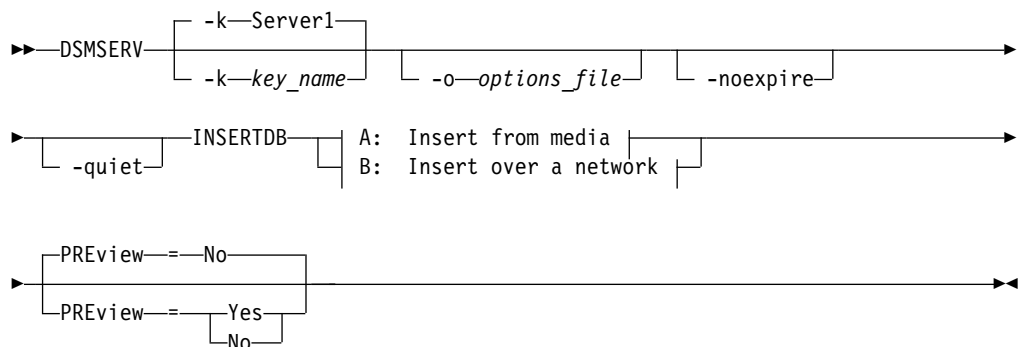 -k—Server1
DSMSERV
-k—key_name
-o—options_file
-noexpire
INSERTDB
A: Insert from media
-quiet
B: Insert over a network
PREview—=—No
PREview—=
Yes
No